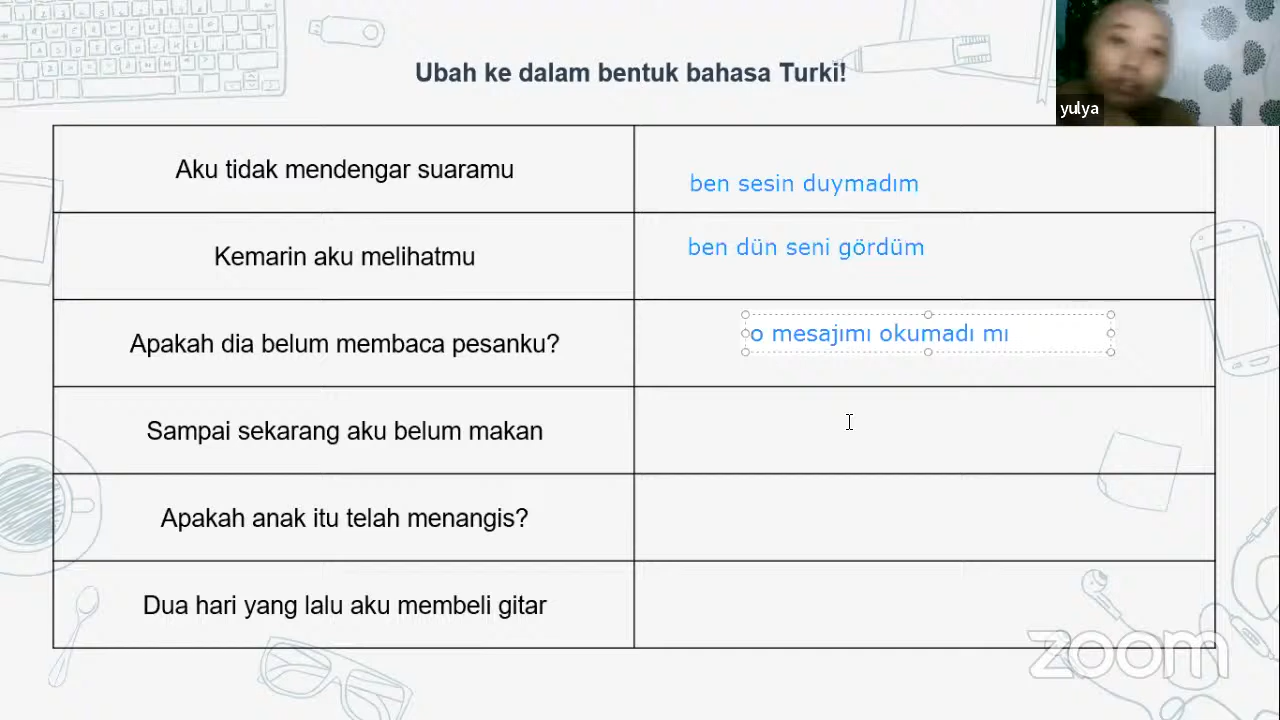 Ubah ke dalam bentuk bahasa Turki!
yulya
Aku tidak mendengar suaramu
ben sesin duymadım
Kemarin aku melihatmu
ben dün seni gördüm
Apakah dia belum membaca pesanku?
o mesajımı okumadı mı
Sampai sekarang aku belum makan
Apakah anak itu telah menangis?
Dua hari yang lalu aku membeli gitar
zoom